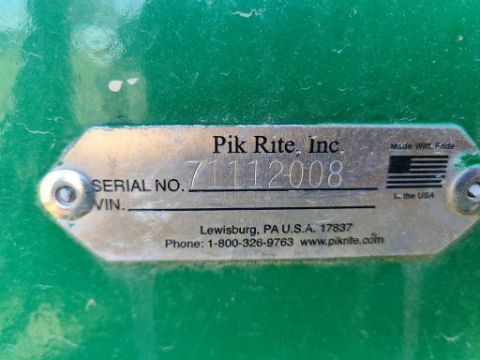 Pik Rite, Inc
Made With Pride
SERIAL NO. 71112008
in the USA
VIN.
Lewisburg, PA U.S.A. 17837
Phone: 1-800-326-9763 www.pikrite.com